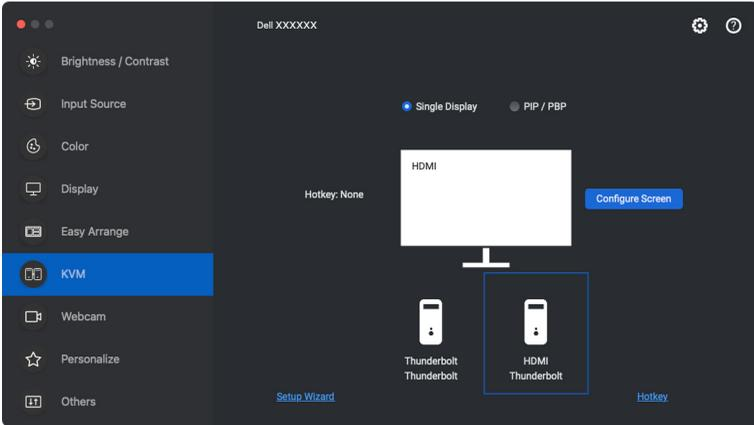 Dell XXXXXX
Brightness / Contrast
Input Source
Color
Display
Easy Arrange
KVM
Webcam
Personalize
Others
Single Display
PIP / PBP
HDMI
Hotkey: None
Configure Screen
Thunderbolt
Thunderbolt
HDMI
Thunderbolt
Setup Wizard
Hotkey